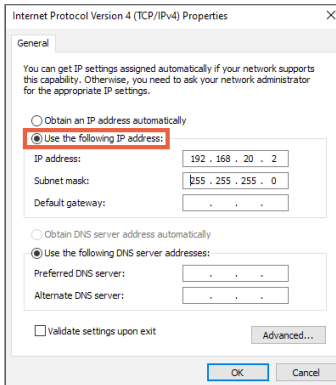 Internet Protocol Version 4 (TCP/IPv4) Properties
General
You can get IP settings assigned automatically if your network supports
this capability. Otherwise, you need to ask your network administrator
for the appropriate IP settings.
Obtain an IP address automatically
Use the following IP address:
IP address: 192 . 168 . 20 . 2
Subnet mask: 255 . 255 . 255 . 0
Default gateway: . . .
Obtain DNS server address automatically
Use the following DNS server addresses:
Preferred DNS server: . . .
Alternate DNS server: . . .
Validate settings upon exit
Advanced...
OK Cancel